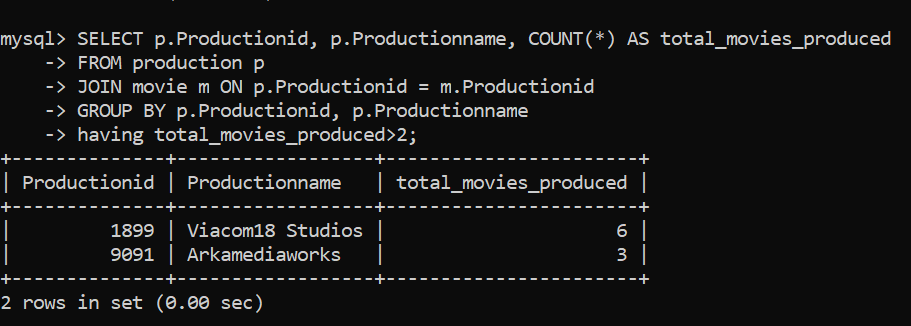 mysql> SELECT p.Productionid, p.Productionname, COUNT(*) AS total_movies_produced
    -> FROM production p
    -> JOIN movie m ON p.Productionid = m.Productionid
    -> GROUP BY p.Productionid, p.Productionname
    -> having total_movies_produced>2;
+--------------+------------------+-----------------------+
| Productionid | Productionname   | total_movies_produced |
+--------------+------------------+-----------------------+
|         1899 | Viacom18 Studios |                     6 |
|         9091 | Arkamediaworks   |                     3 |
+--------------+------------------+-----------------------+
2 rows in set (0.00 sec)